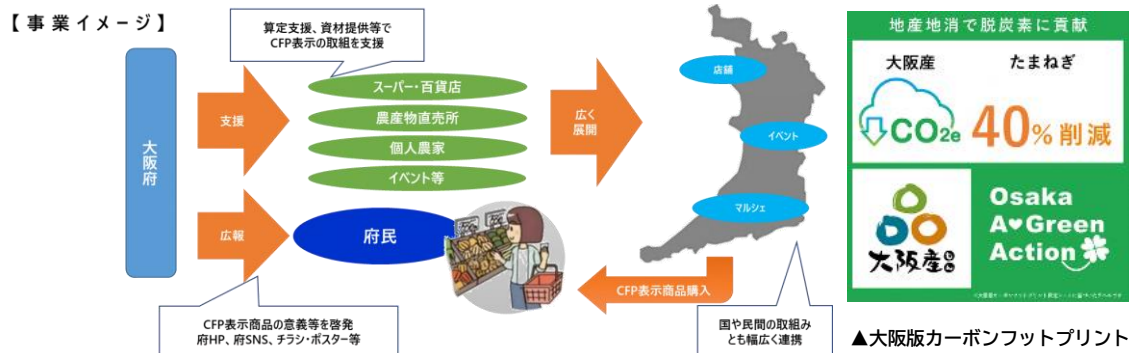 【事業イメージ】
算定支援、資材提供等で
CFP表示の取組を支援
大阪府
支援
広報
スーパー・百貨店
農産物直売所
個人農家
イベント等
府民
広く
展開
店舗
イベント
マルシェ
CFP表示商品購入
CFP表示商品の意義等を啓発
府HP、府SNS、チラシ・ポスター等
国や民間の取組み
とも幅広く連携
地産地消で脱炭素に貢献
大阪産 たまねぎ
CO2e 40%削減
大阪産
Osaka
A♥Green
Action
▲大阪版カーボンフットプリント